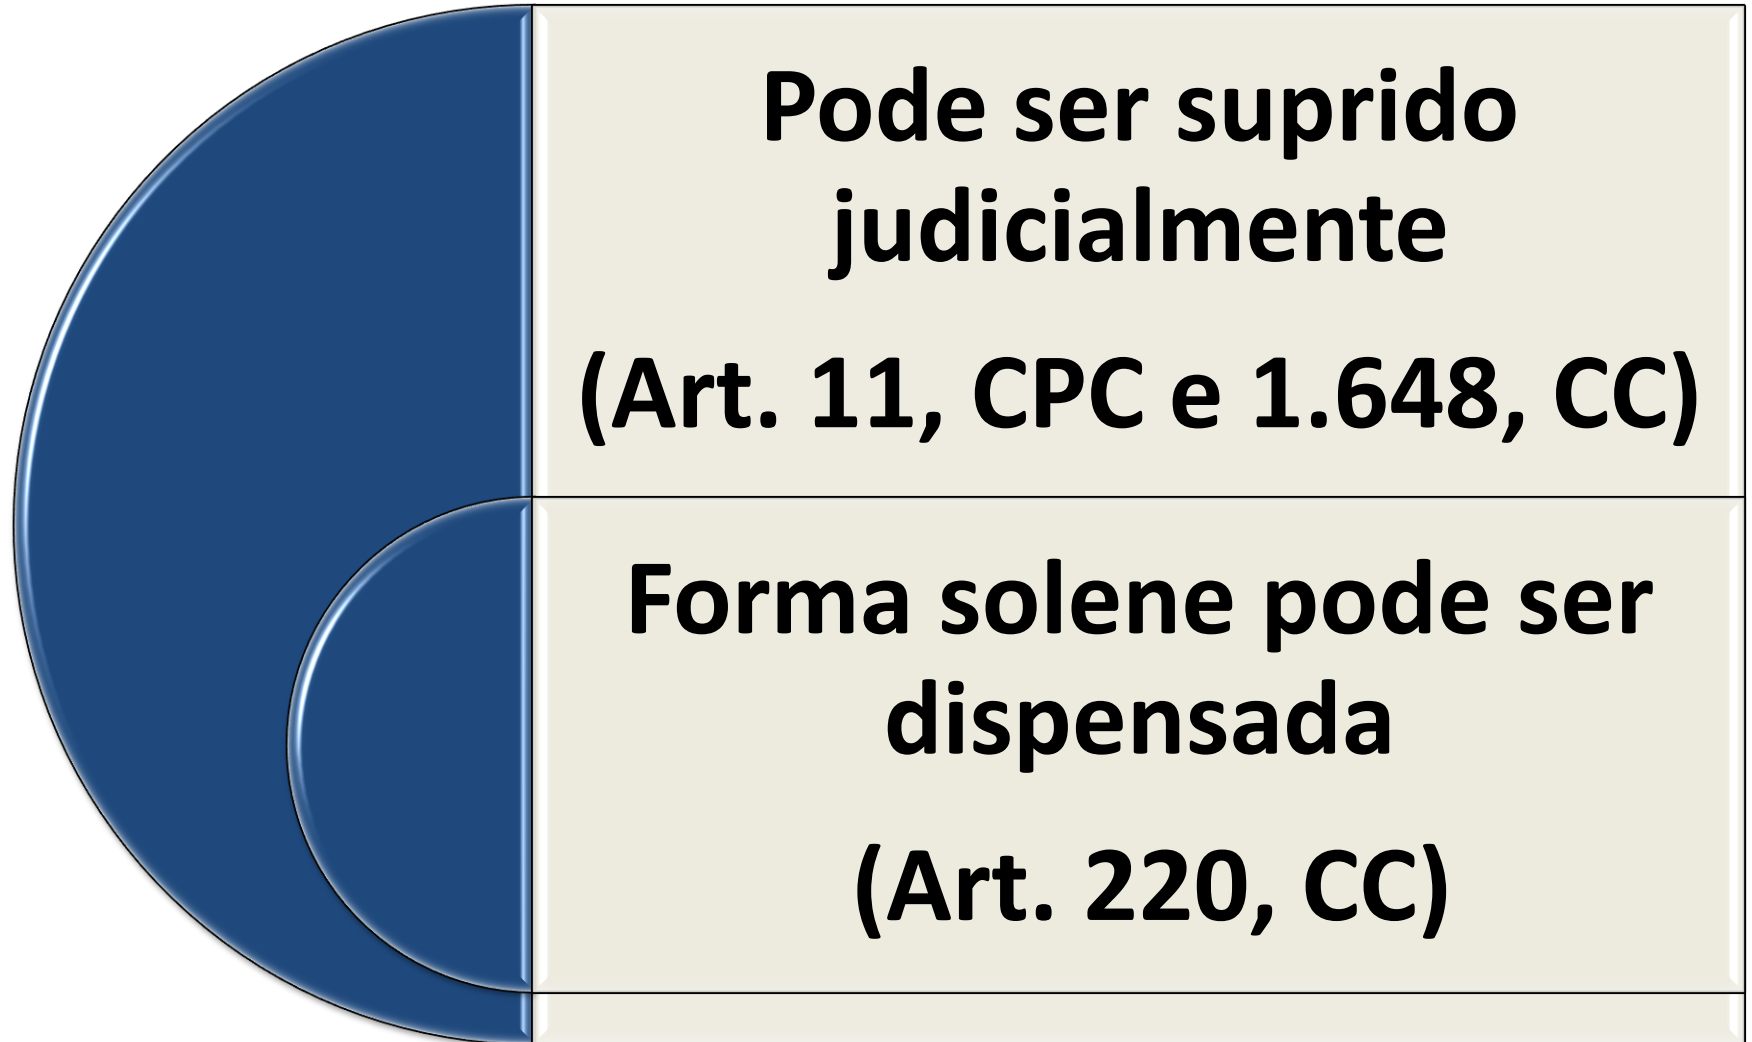 Pode ser suprido
judicialmente
(Art. 11, CPC e 1.648, CC)
Forma solene pode ser
dispensada
(Art. 220, CC)